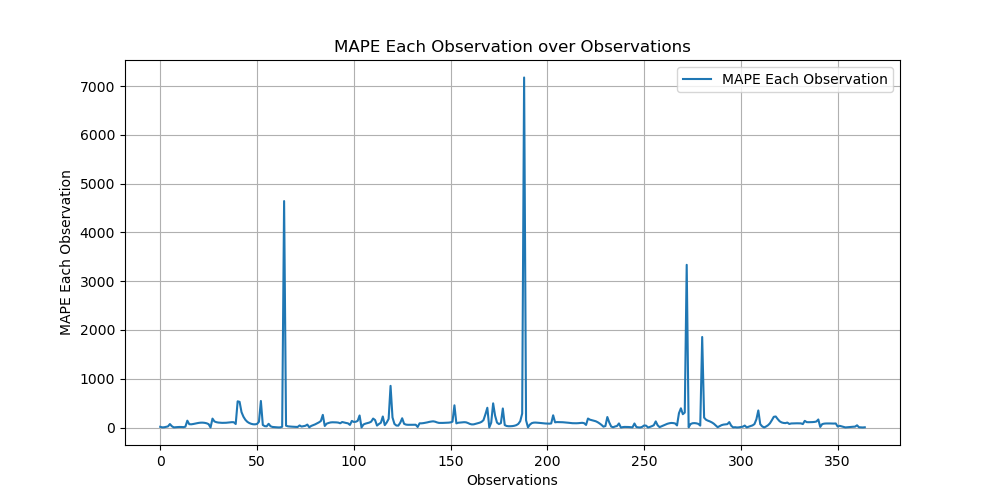 MAPE Each Observation over Observations
MAPE Each Observation
7000
6000
5000
4000
3000
2000
1000
0
MAPE Each Observation
0 50 100 150 200 250 300 350
Observations